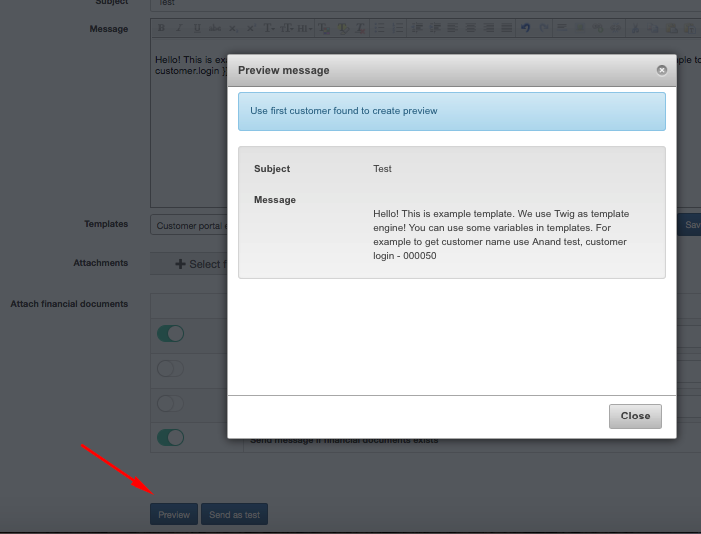 Subject
Test
Message
Hello! This is exa
ple to
customer.login }
Preview message
Use first customer found to create preview
Subject
Test
Message
Hello! This is example template. We use Twig as template
engine! You can use some variables in templates. For
example to get customer name use Anand test, customer
login - 000050
Close
Templates
Customer portal
Sav
Attachments
Select f
Attach financial documents
Send message if financial documents exists
Preview
Send as test